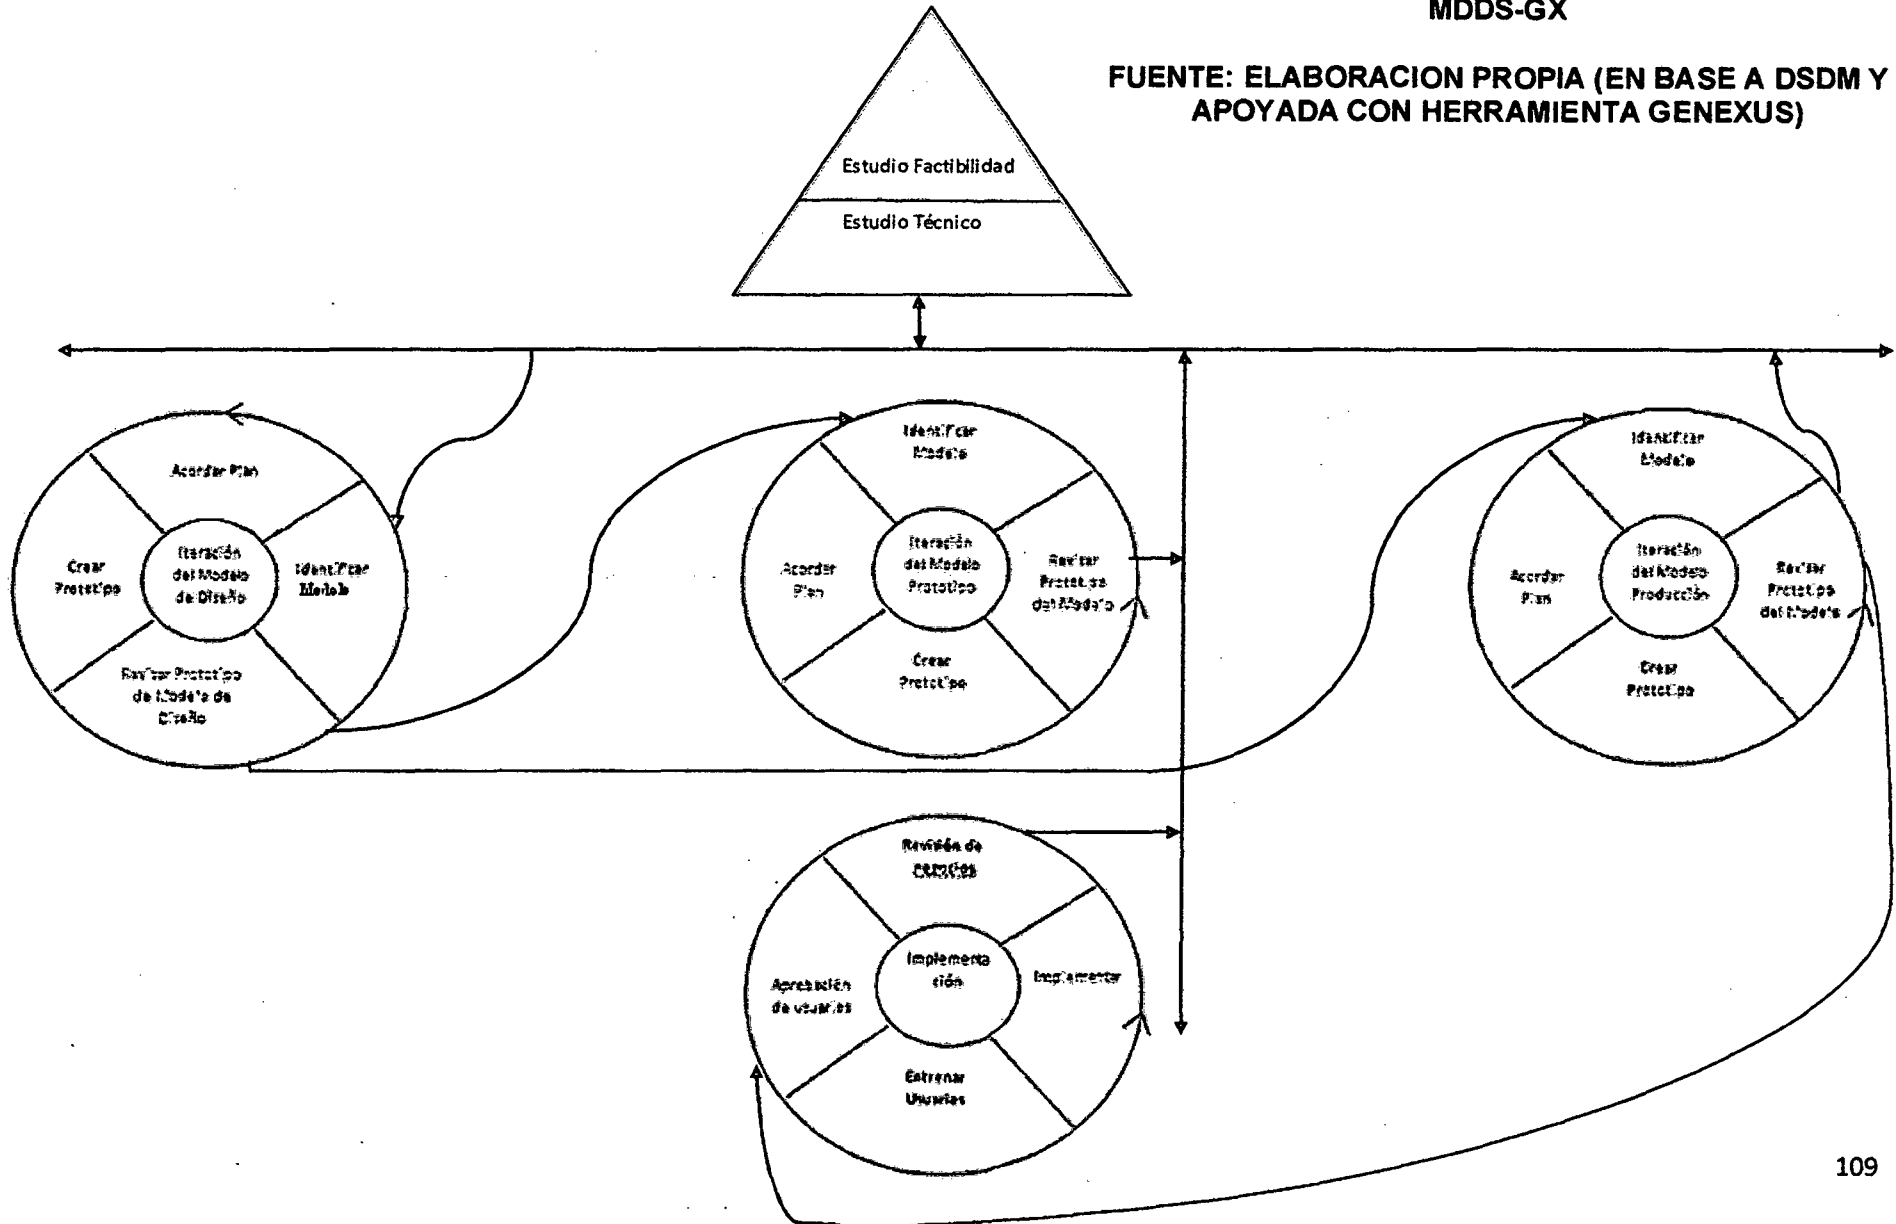 MDDS-GX
FUENTE: ELABORACION PROPIA (EN BASE A DSDM Y
APOYADA CON HERRAMIENTA GENEXUS)
Estudio Factibilidad
Estudio Técnico
Acordar Plan
Crear
Prototipo
Iteración
del Modelo
de Diseño
Identificar
Modelo
Revisar Prototipo
de Modelo de
Diseño
Identificar
Modelo
Acordar
Plan
Iteración
del Modelo
Prototipo
Revisar
Prototipo
del Modelo
Crear
Prototipo
Identificar
Modelo
Acordar
Plan
Iteración
del Modelo
Producción
Revisar
Prototipo
del Modelo
Crear
Prototipo
Revisión de
Aprobación
de usuarios
Implementa
ción
Implementar
Entrenar
Usuarios
109